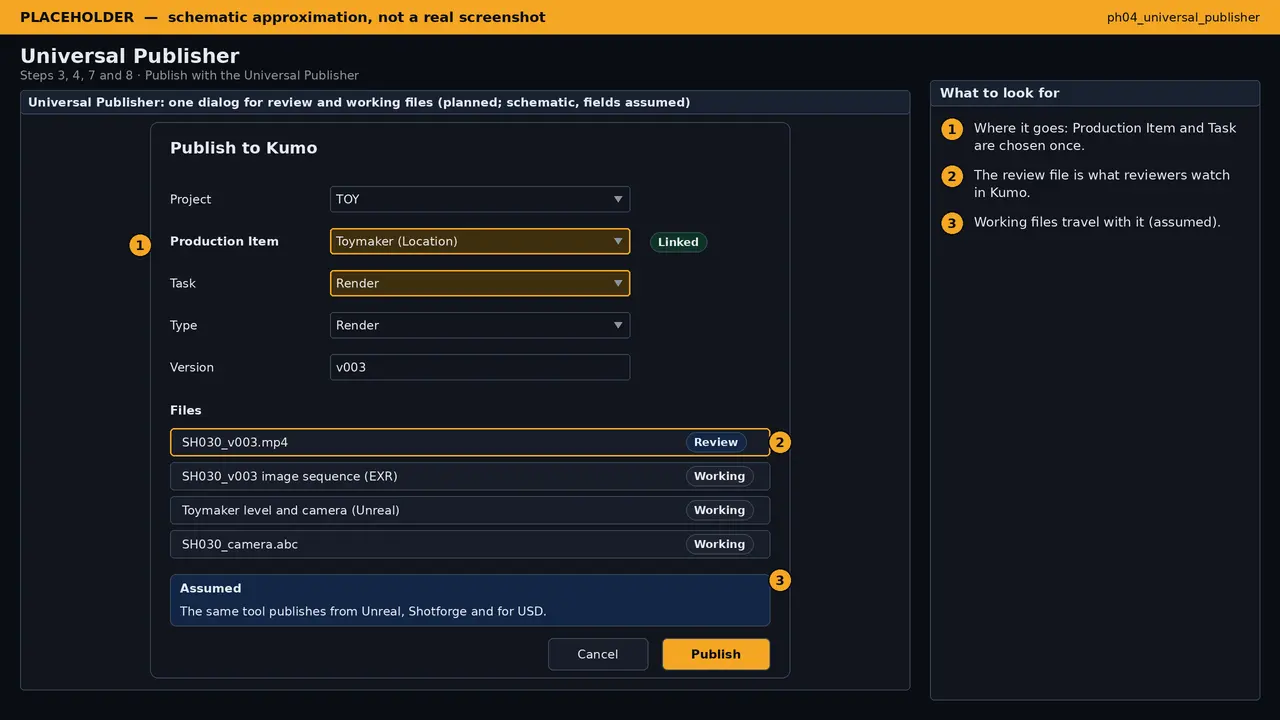 PLACEHOLDER — schematic approximation, not a real screenshot
ph04_universal_publisher
Universal Publisher
Steps 3, 4, 7 and 8 · Publish with the Universal Publisher
Universal Publisher: one dialog for review and working files (planned; schematic, fields assumed)
Publish to Kumo
Project
TOY
1
Production Item
Toymaker (Location)
Linked
Task
Render
Type
Render
Version
v003
Files
SH030_v003.mp4
Review
2
SH030_v003 image sequence (EXR)
Working
Toymaker level and camera (Unreal)
Working
SH030_camera.abc
Working
3
Assumed
The same tool publishes from Unreal, Shotforge and for USD.
Cancel
Publish
What to look for
1
Where it goes: Production Item and Task
are chosen once.
2
The review file is what reviewers watch
in Kumo.
3
Working files travel with it (assumed).